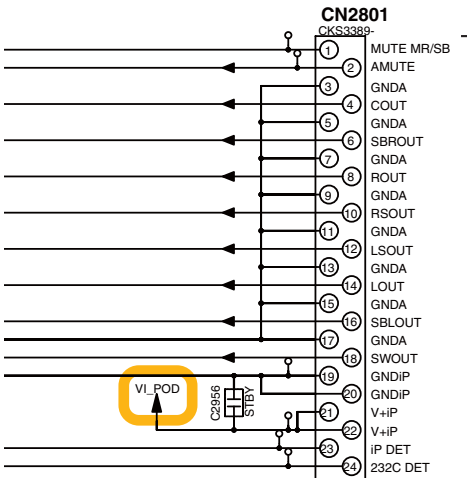 CN2801
CKS3389-
1 MUTE MR/SB
2 AMUTE
3 GNDA
4 COUT
5 GNDA
6 SBROUT
7 GNDA
8 ROUT
9 GNDA
10 RSOUT
11 GNDA
12 LSOUT
13 GNDA
14 LOUT
15 GNDA
16 SBLOUT
17 GNDA
18 SWOUT
19 GNDiP
20 GNDiP
21 V+iP
22 V+iP
23 iP DET
24 232C DET
VI_POD
C2956
STBY